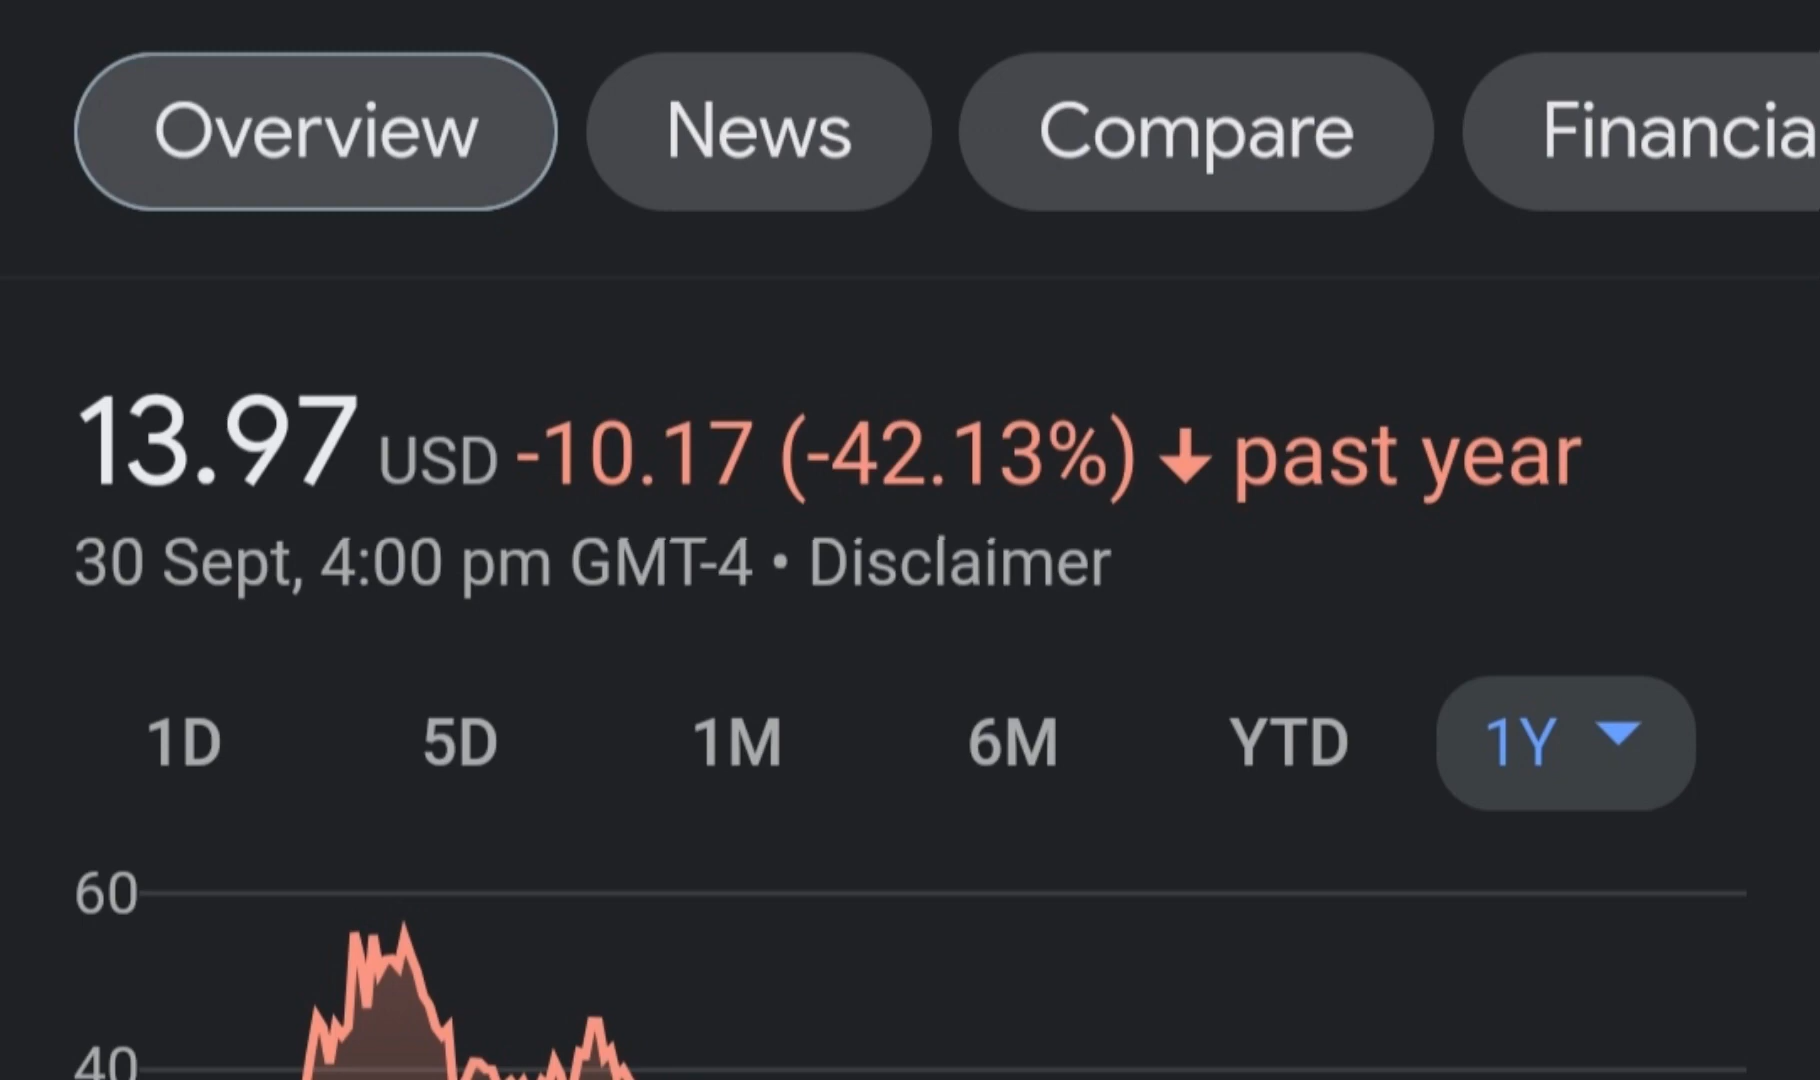 Overview News Compare Financia
13.97 USD -10.17 (-42.13%) ↓ past year
30 Sept, 4:00 pm GMT-4 • Disclaimer
1D 5D 1M 6M YTD 1Y
60
40